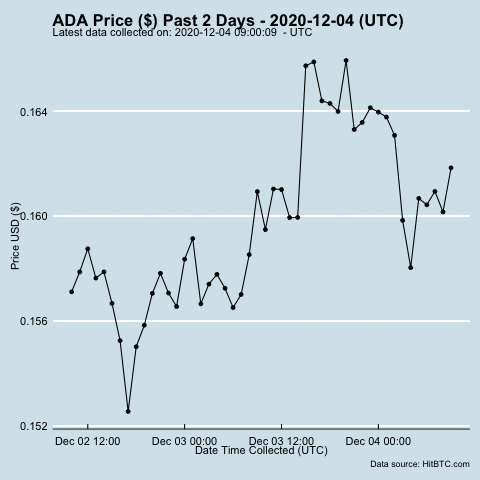 ADA Price ($) Past 2 Days - 2020-12-04 (UTC)
Latest data collected on: 2020-12-04 09:00:09  - UTC
0.164
0.160
Price USD ($)
0.156
0.152
Dec 02 12:00 Dec 03 00:00 Dec 03 12:00 Dec 04 00:00
Date Time Collected (UTC)
Data source: HitBTC.com